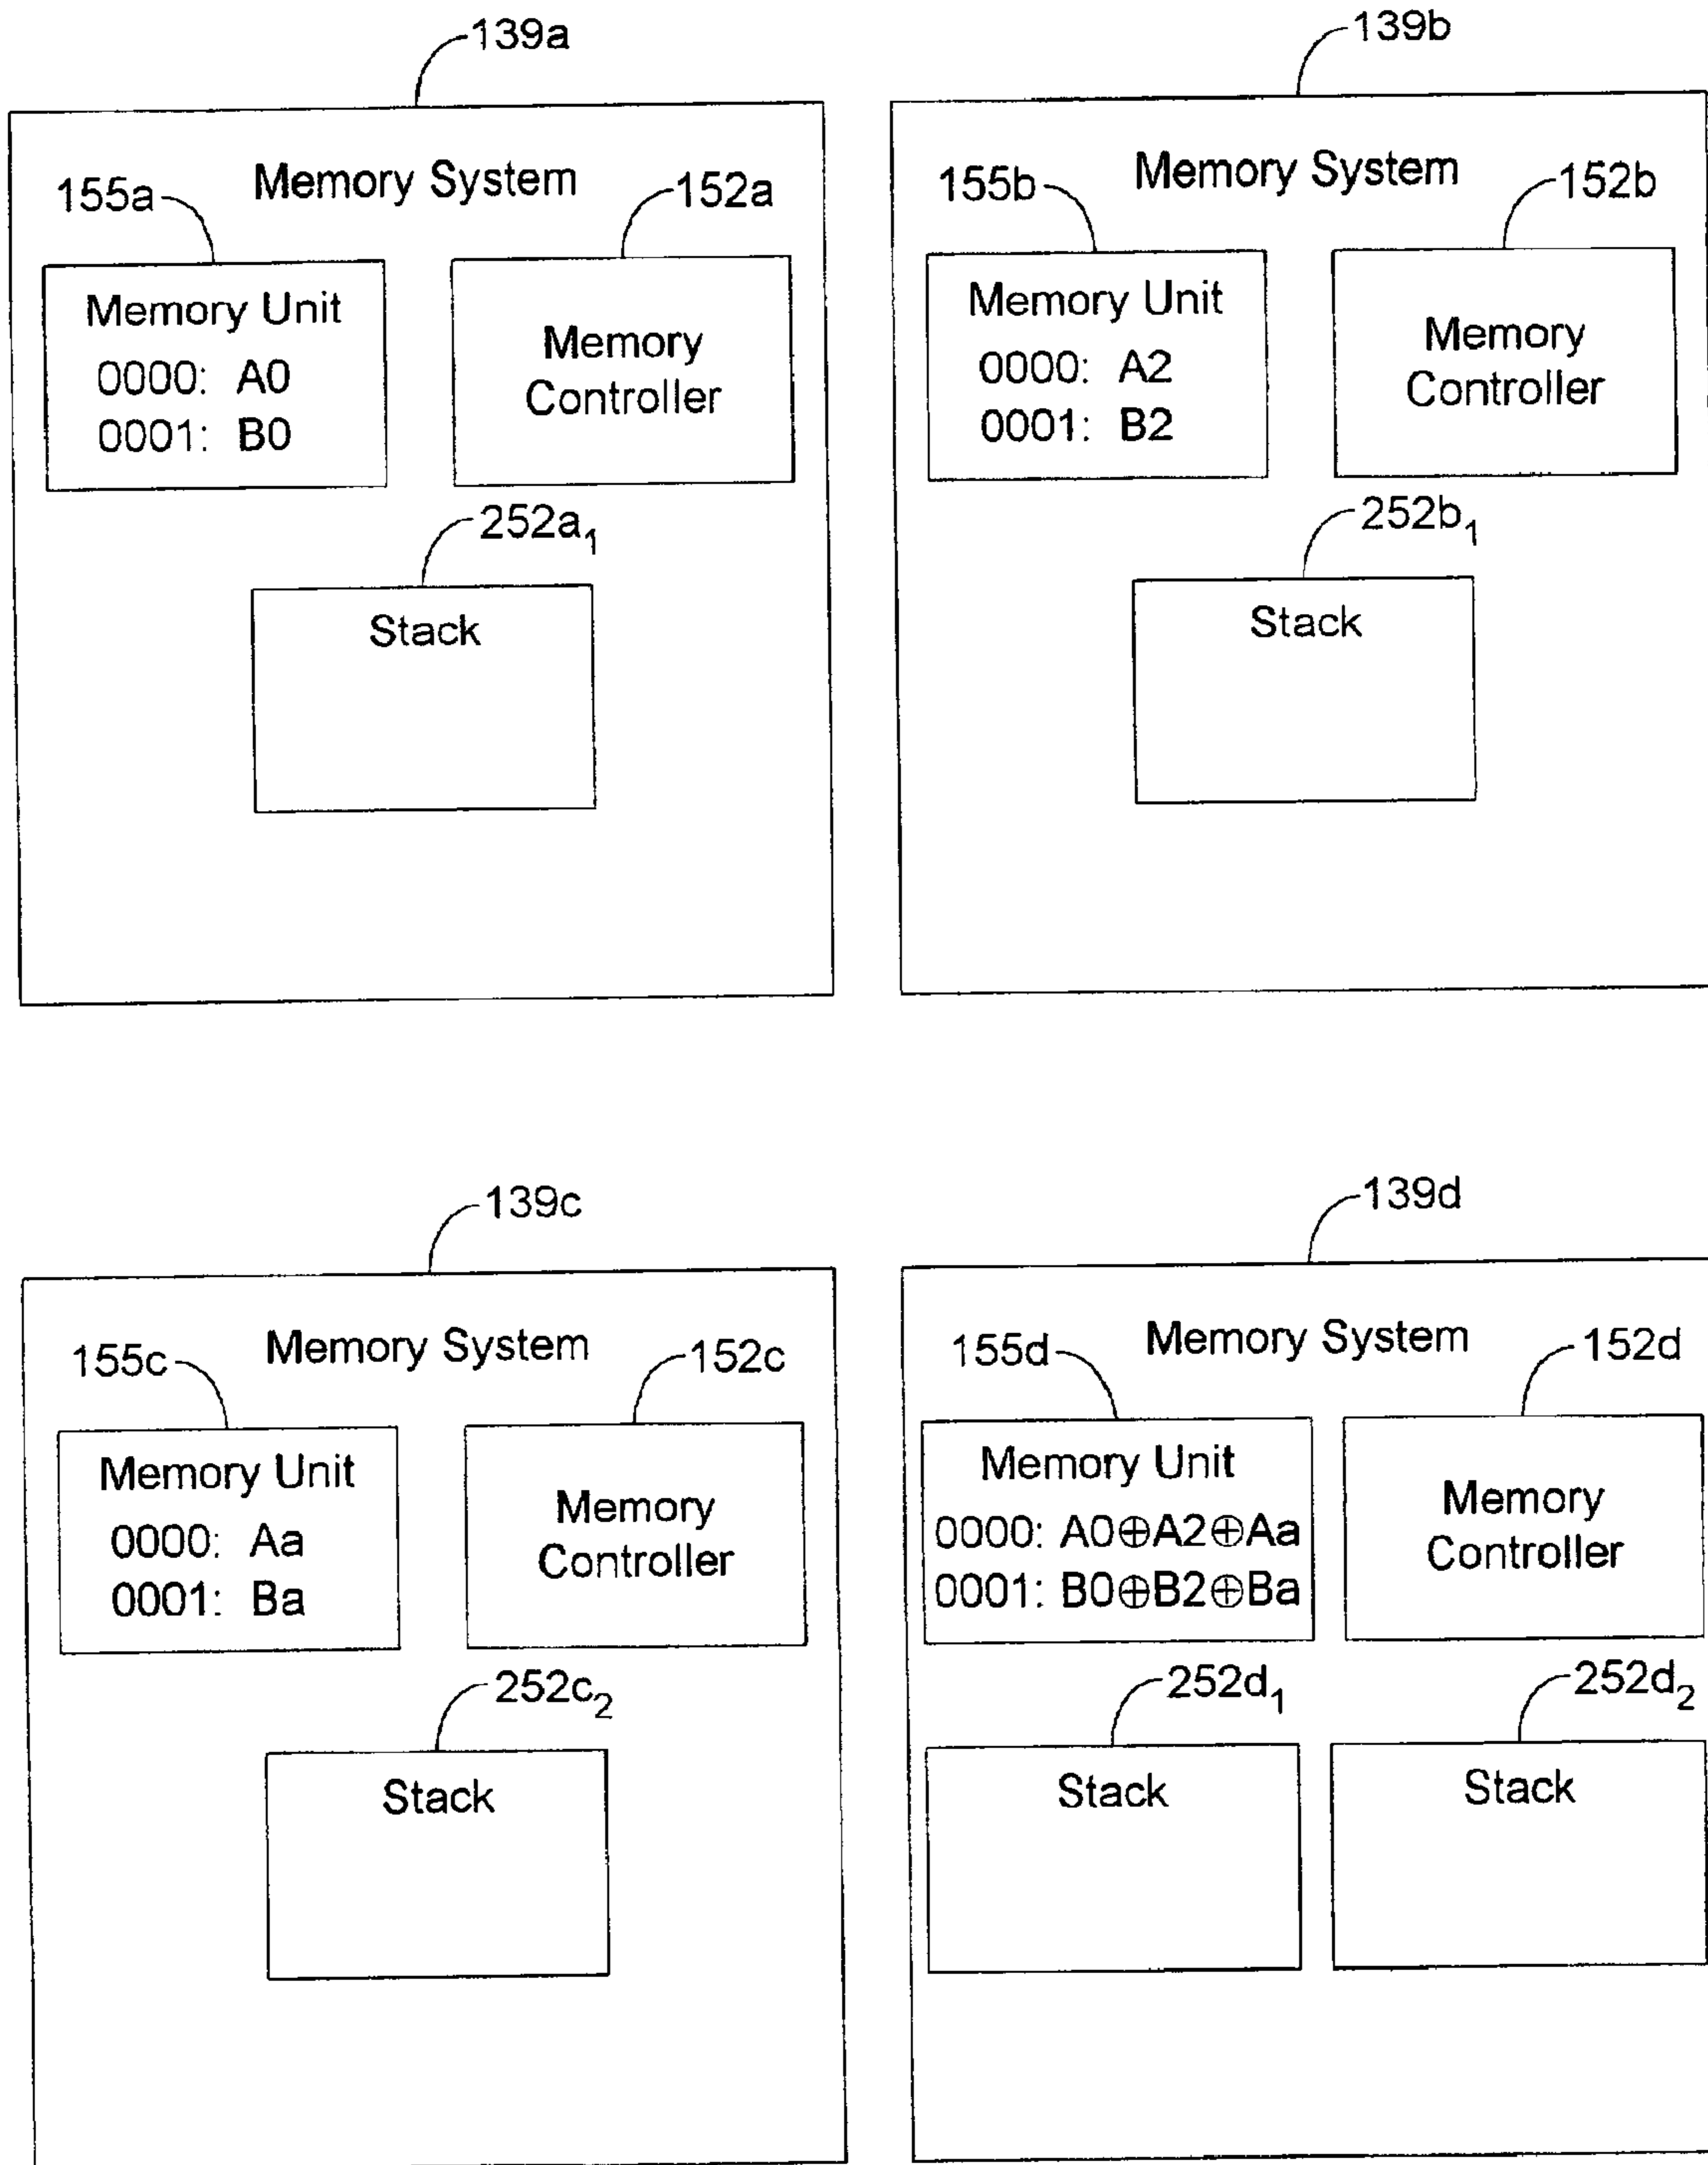 139a
Memory System
155a
152a
Memory Unit
0000: A0
0001: B0
Memory
Controller
252a₁
Stack
139b
Memory System
155b
152b
Memory Unit
0000: A2
0001: B2
Memory
Controller
252b₁
Stack
139c
Memory System
155c
152c
Memory Unit
0000: Aa
0001: Ba
Memory
Controller
252c₂
Stack
139d
Memory System
155d
152d
Memory Unit
0000: A0⊕A2⊕Aa
0001: B0⊕B2⊕Ba
Memory
Controller
252d₁
252d₂
Stack
Stack